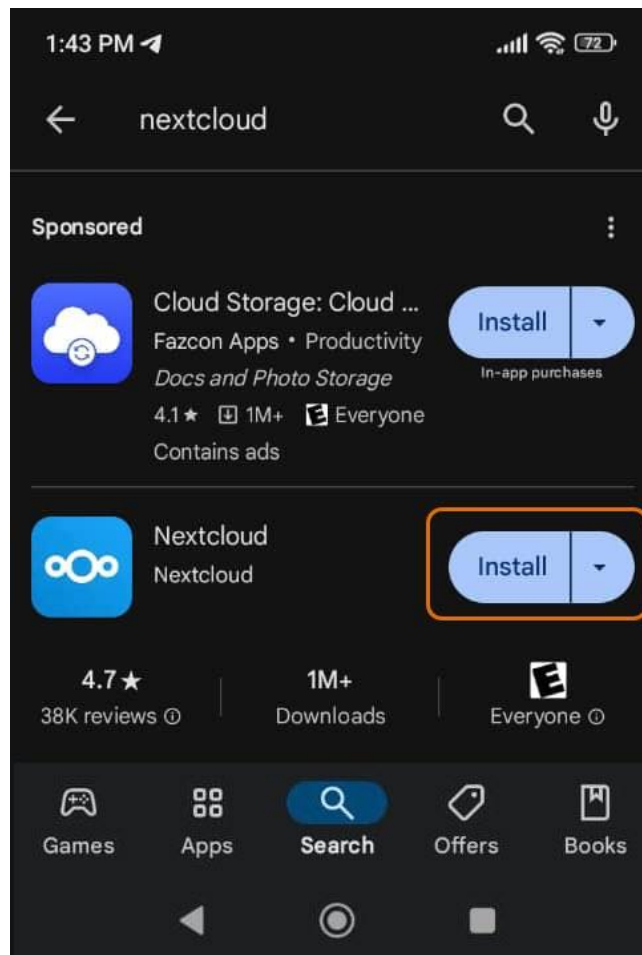 1:43 PM 72
nextcloud
Sponsored
Cloud Storage: Cloud ...
Fazcon Apps • Productivity
Docs and Photo Storage
4.1★ 1M+ E Everyone
Contains ads
Install
In-app purchases
Nextcloud
Nextcloud
Install
4.7★ 1M+ E
38K reviews Downloads Everyone
Games Apps Search Offers Books